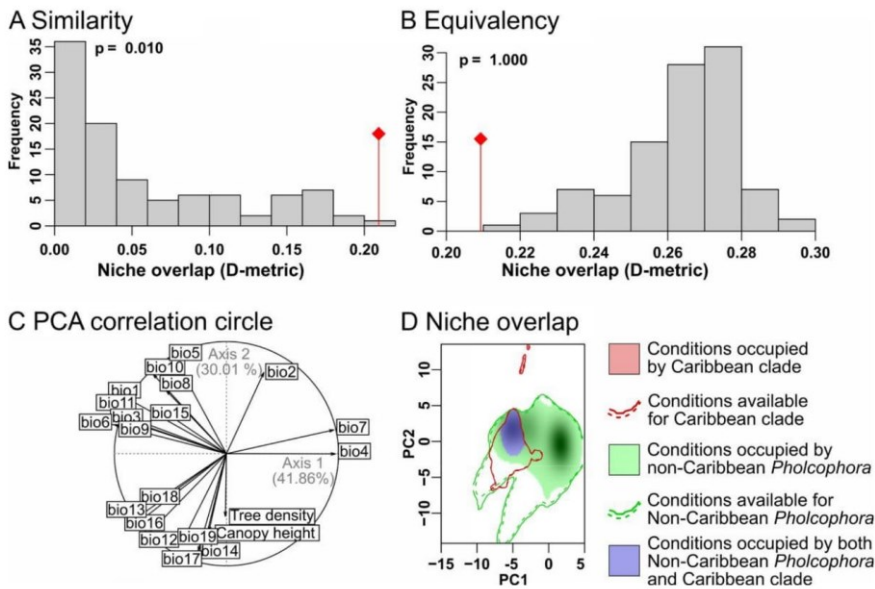 A Similarity
p = 0.010
Frequency
35
30
25
20
15
10
5
0
0.00
0.05
0.10
0.15
0.20
Niche overlap (D-metric)
B Equivalency
p = 1.000
Frequency
30
25
20
15
10
5
0
0.20
0.22
0.24
0.26
0.28
0.30
Niche overlap (D-metric)
C PCA correlation circle
bio5
Axis 2
(30.01 %)
bio10
bio2
bio8
bio1
bio11
bio3
bio15
bio6
bio9
bio7
bio4
Axis 1
(41.86%)
bio18
bio13
bio16
Tree density
bio12
bio19
Canopy height
bio14
bio17
D Niche overlap
PC2
10
5
0
−5
−10
−15
−10
−5
0
5
PC1
Conditions occupied
by Caribbean clade
Conditions available
for Caribbean clade
Conditions occupied by
non-Caribbean Pholcophora
Conditions available for
Non-Caribbean Pholcophora
Conditions occupied by both
Non-Caribbean Pholcophora
and Caribbean clade